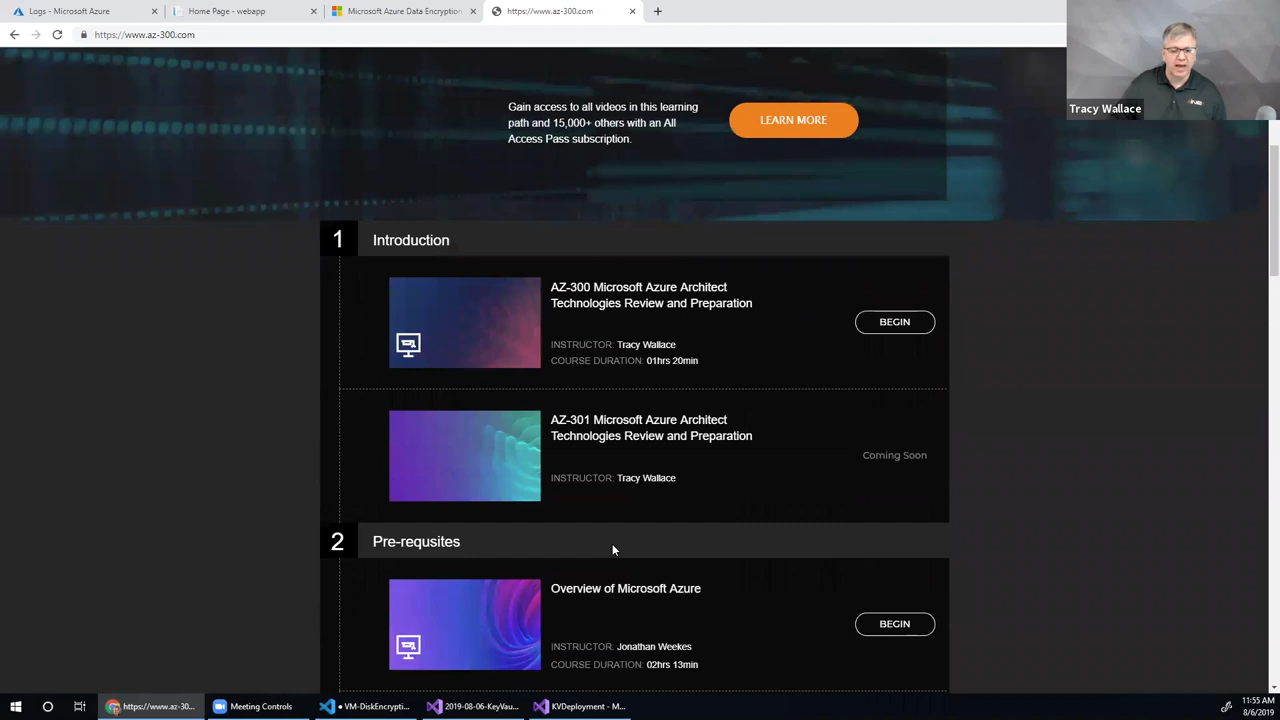 Logs - Microsoft Azure
Home Page - webapp
Microsoft Azure Data Encryption
https://www.az-300.com
https://www.az-300.com
Tracy Wallace
Gain access to all videos in this learning
path and 15,000+ others with an All
Access Pass subscription.
LEARN MORE
1 Introduction
AZ-300 Microsoft Azure Architect
Technologies Review and Preparation
BEGIN
INSTRUCTOR: Tracy Wallace
COURSE DURATION: 01hrs 20min
AZ-301 Microsoft Azure Architect
Technologies Review and Preparation
Coming Soon
INSTRUCTOR: Tracy Wallace
2 Pre-requsites
Overview of Microsoft Azure
BEGIN
INSTRUCTOR: Jonathan Weekes
COURSE DURATION: 02hrs 13min
https://www.az-30...
Meeting Controls
• VM-DiskEncrypti...
2019-08-06-KeyVau...
KVDeployment - M...
11:55 AM
8/6/2019